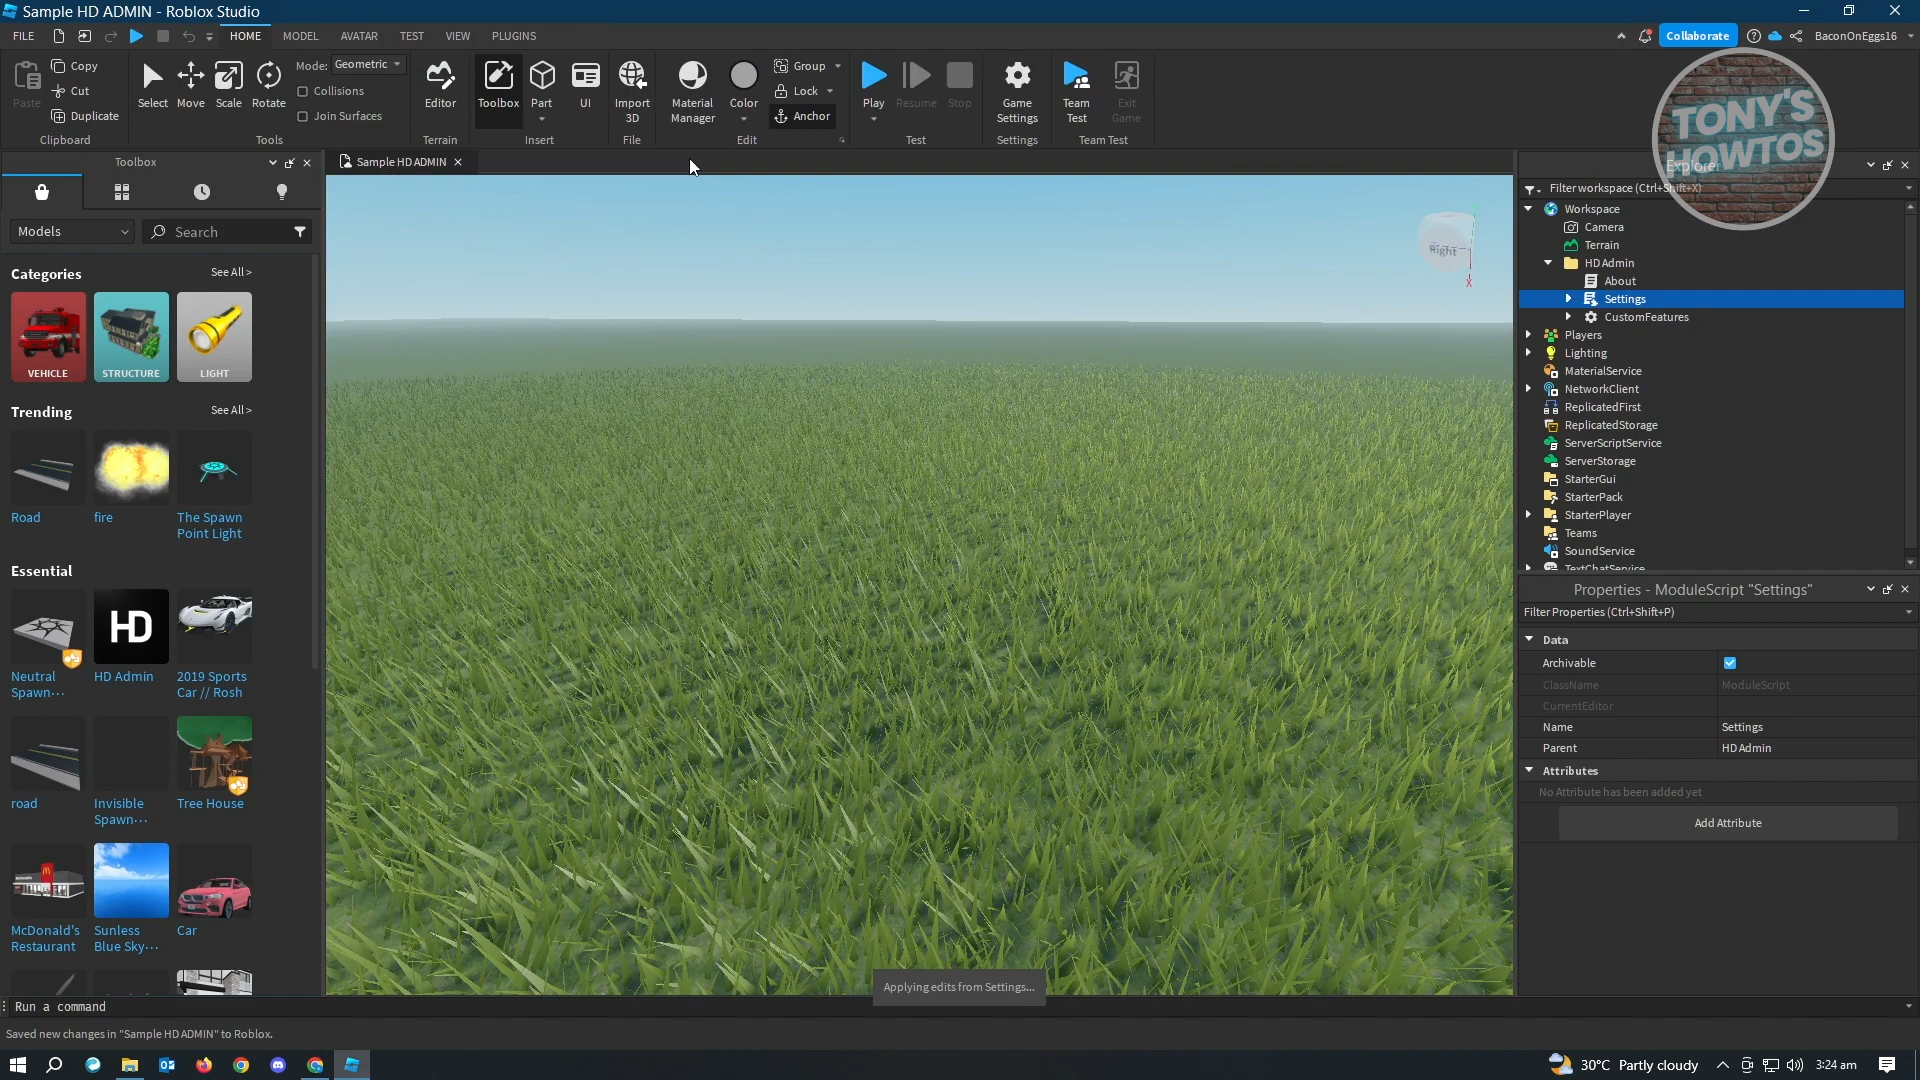 Sample HD ADMIN - Roblox Studio
FILE HOME MODEL AVATAR TEST VIEW PLUGINS Collaborate BaconOnEggs16
Paste Copy Cut Duplicate Clipboard
Select Move Scale Rotate Mode: Geometric Collisions Join Surfaces Tools
Editor Terrain
Toolbox Part UI Insert
Import 3D File
Material Manager Color Group Lock Anchor Edit
Play Resume Stop Test
Game Settings Settings
Team Test Exit Game Team Test
TONY'S HOWTOS
Toolbox
Sample HD ADMIN
Explorer
Models Search
Filter workspace (Ctrl+Shift+X)
Categories See All >
VEHICLE STRUCTURE LIGHT
Trending See All >
Road fire The Spawn Point Light
Essential
HD
Neutral Spawn... HD Admin 2019 Sports Car // Rosh
road Invisible Spawn... Tree House
McDonald's Restaurant Sunless Blue Sky... Car
Right
X
Workspace
Camera
Terrain
HD Admin
About
Settings
CustomFeatures
Players
Lighting
MaterialService
NetworkClient
ReplicatedFirst
ReplicatedStorage
ServerScriptService
ServerStorage
StarterGui
StarterPack
StarterPlayer
Teams
SoundService
TextChatService
Properties - ModuleScript "Settings"
Filter Properties (Ctrl+Shift+P)
Data
Archivable
ClassName ModuleScript
CurrentEditor
Name Settings
Parent HD Admin
Attributes
No Attribute has been added yet
Add Attribute
Applying edits from Settings...
Run a command
Saved new changes in "Sample HD ADMIN" to Roblox.
30°C Partly cloudy 3:24 am